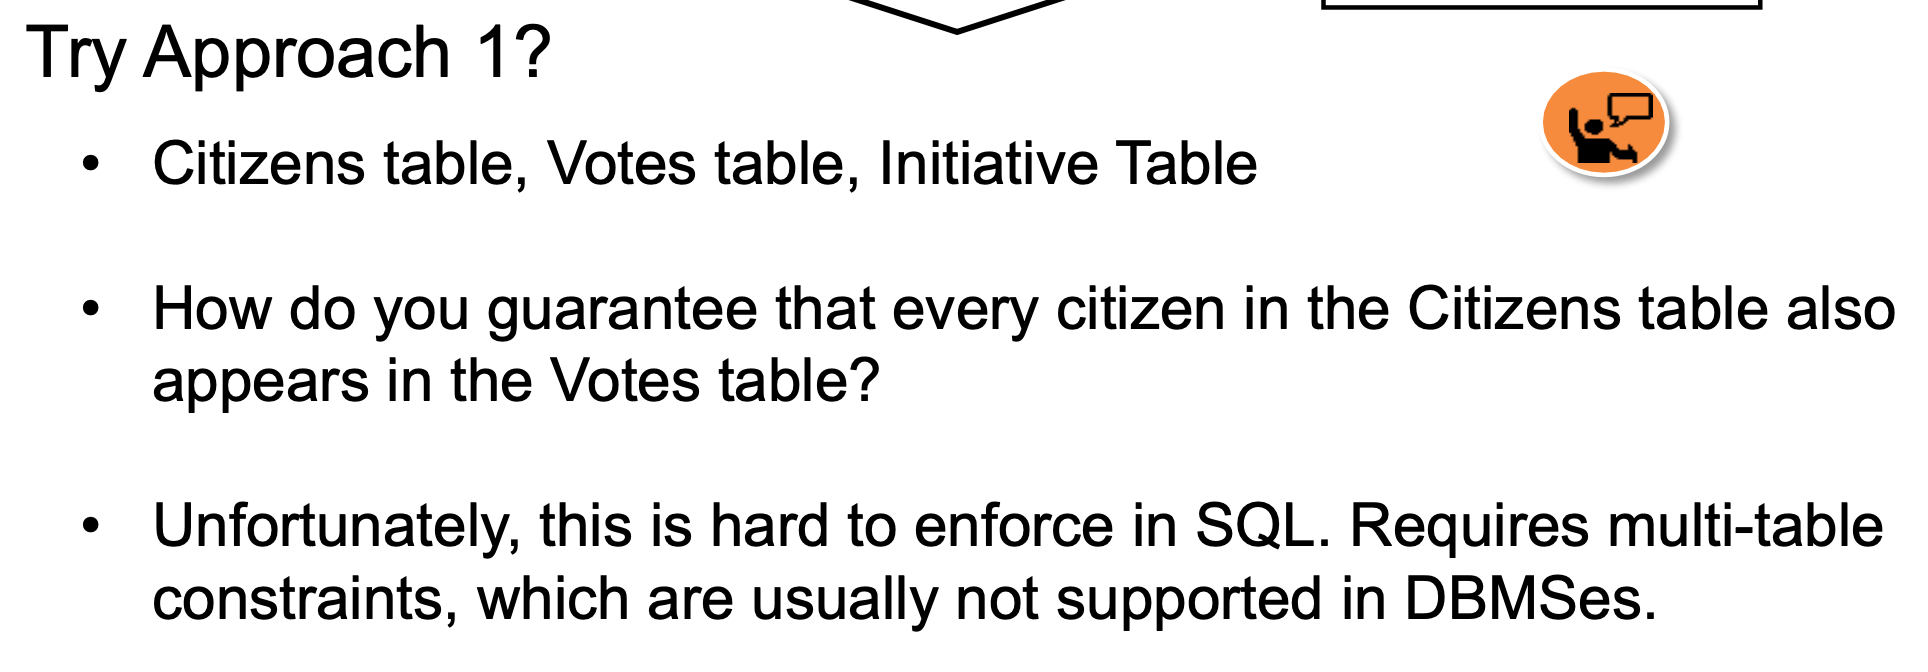 Try Approach 1?
• Citizens table, Votes table, Initiative Table
• How do you guarantee that every citizen in the Citizens table also
appears in the Votes table?
• Unfortunately, this is hard to enforce in SQL. Requires multi-table
constraints, which are usually not supported in DBMSes.